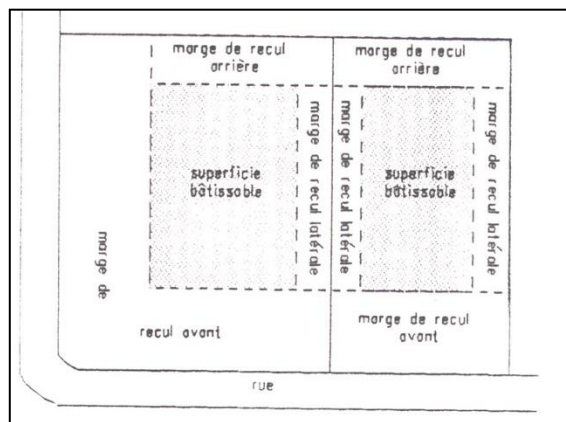 marge de recul
arrière
marge de recul
arrière
superficie
bâtissable
marge de recul latérale
marge de recul latérale
superficie
bâtissable
marge de recul latérale
marge de
recul avant
marge de recul
avant
rue